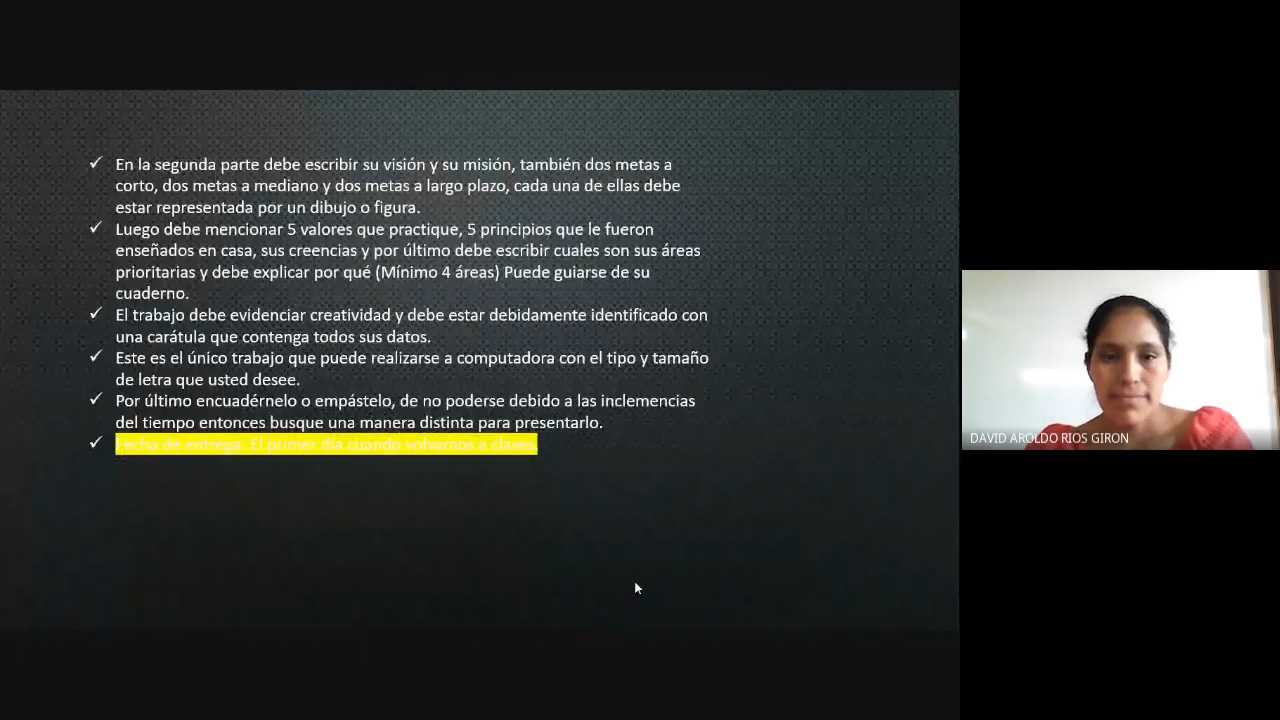 ✓ En la segunda parte debe escribir su visión y su misión, también dos metas a
corto, dos metas a mediano y dos metas a largo plazo, cada una de ellas debe
estar representada por un dibujo o figura.
✓ Luego debe mencionar 5 valores que practique, 5 principios que le fueron
enseñados en casa, sus creencias y por último debe escribir cuales son sus áreas
prioritarias y debe explicar por qué (Mínimo 4 áreas) Puede guiarse de su
cuaderno.
✓ El trabajo debe evidenciar creatividad y debe estar debidamente identificado con
una carátula que contenga todos sus datos.
✓ Este es el único trabajo que puede realizarse a computadora con el tipo y tamaño
de letra que usted desee.
✓ Por último encuadérnelo o empástelo, de no poderse debido a las inclemencias
del tiempo entonces busque una manera distinta para presentarlo.
✓ Fecha de entrega: El primer día cuando volvamos a clases.
DAVID AROLDO RIOS GIRON